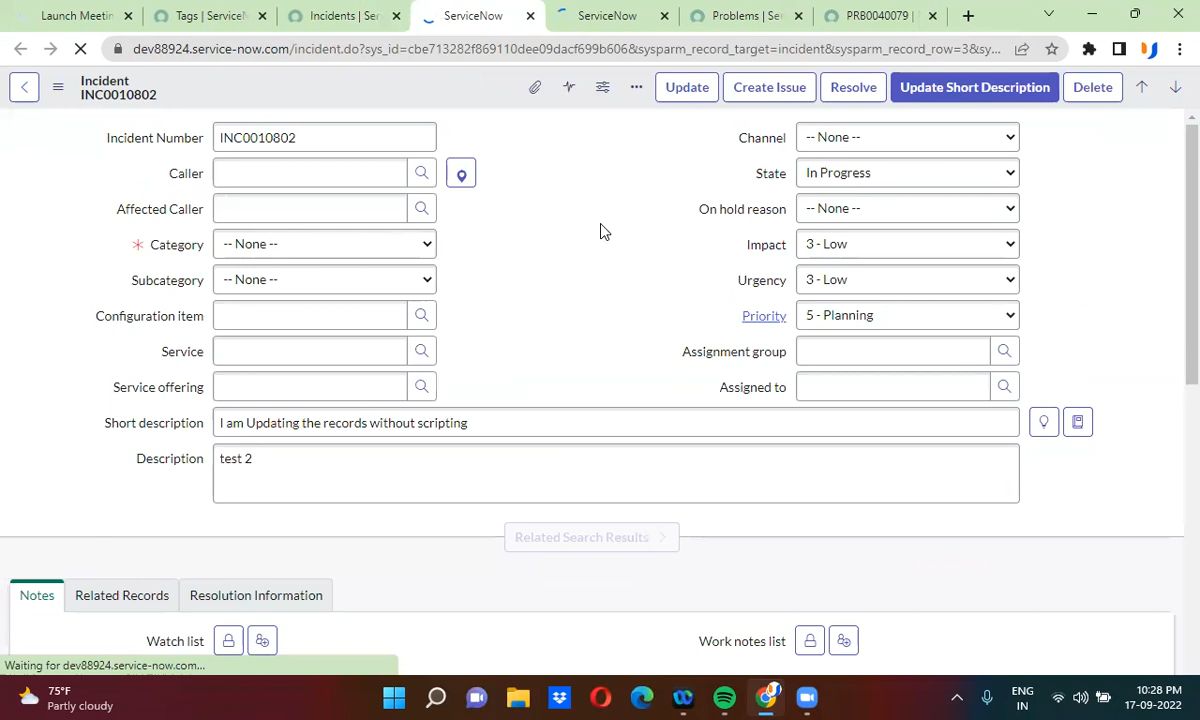 Launch Meetin
Tags | ServiceN
Incidents | Ser
ServiceNow
ServiceNow
Problems | Ser
PRB0040079 |
dev88924.service-now.com/incident.do?sys_id=cbe713282f869110dee09dacf699b606&sysparm_record_target=incident&sysparm_record_row=3&sy...
Incident
INC0010802
Update
Create Issue
Resolve
Update Short Description
Delete
Incident Number INC0010802
Channel -- None --
Caller
State In Progress
Affected Caller
On hold reason -- None --
* Category -- None --
Impact 3 - Low
Subcategory -- None --
Urgency 3 - Low
Configuration item
Priority 5 - Planning
Service
Assignment group
Service offering
Assigned to
Short description I am Updating the records without scripting
Description test 2
Related Search Results
Notes
Related Records
Resolution Information
Watch list
Work notes list
Waiting for dev88924.service-now.com...
75°F
Partly cloudy
ENG
IN
10:28 PM
17-09-2022